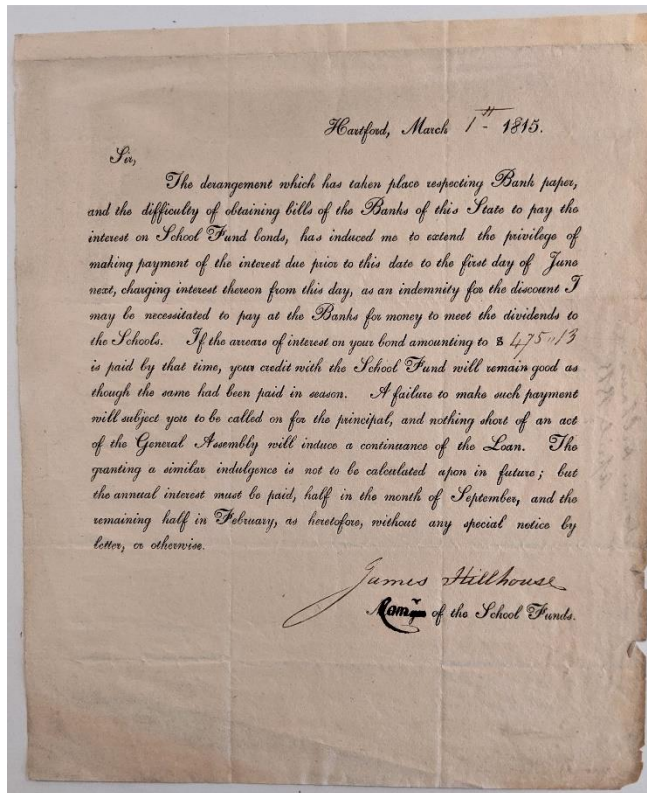 Hartford, March 1st 1815.
Sir,
The derangement which has taken place respecting Bank paper,
and the difficulty of obtaining bills of the Banks of this State to pay the
interest on School Fund bonds, has induced me to extend the privilege of
making payment of the interest due prior to this date to the first day of June
next, charging interest thereon from this day, as an indemnity for the discount I
may be necessitated to pay at the Banks for money to meet the dividends to
the Schools. If the arrears of interest on your bond amounting to $ 475,,13
is paid by that time, your credit with the School Fund will remain good as
though the same had been paid in season. A failure to make such payment
will subject you to be called on for the principal, and nothing short of an act
of the General Assembly will induce a continuance of the Loan. The
granting a similar indulgence is not to be calculated upon in future; but
the annual interest must be paid, half in the month of September, and the
remaining half in February, as heretofore, without any special notice by
letter, or otherwise.
James Hillhouse
of the School Funds.